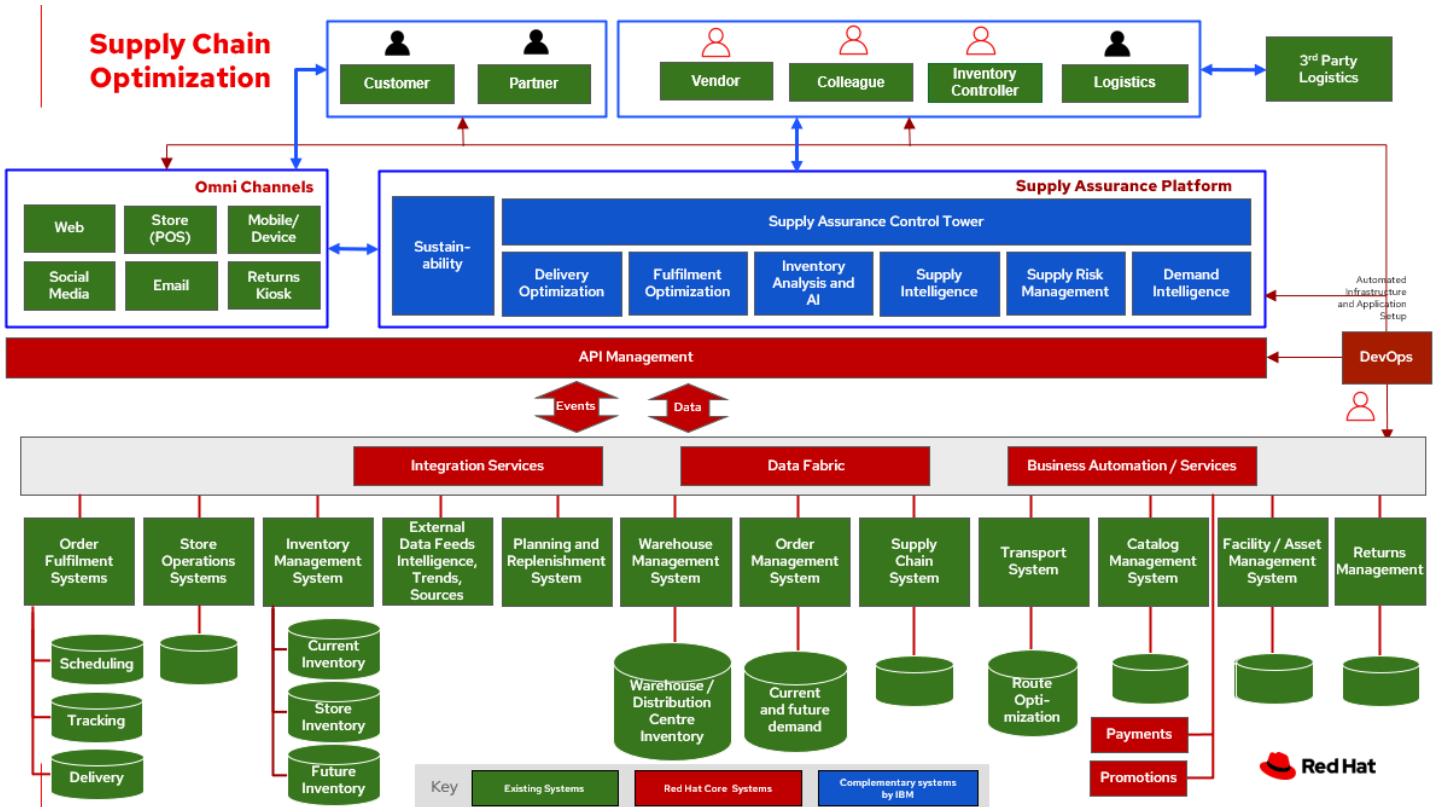 Supply Chain
Optimization
Customer
Partner
Vendor
Colleague
Inventory
Controller
Logistics
3rd Party
Logistics
Omni Channels
Web
Store
(POS)
Mobile/
Device
Social
Media
Email
Returns
Kiosk
Supply Assurance Platform
Sustain-
ability
Supply Assurance Control Tower
Delivery
Optimization
Fulfilment
Optimization
Inventory
Analysis and
AI
Supply
Intelligence
Supply Risk
Management
Demand
Intelligence
Automated
Infrastructure
and Application
Setup
API Management
DevOps
Events
Data
Integration Services
Data Fabric
Business Automation / Services
Order
Fulfilment
Systems
Store
Operations
Systems
Inventory
Management
System
External
Data Feeds
Intelligence,
Trends,
Sources
Planning and
Replenishment
System
Warehouse
Management
System
Order
Management
System
Supply
Chain
System
Transport
System
Catalog
Management
System
Facility / Asset
Management
System
Returns
Management
Scheduling
Tracking
Delivery
Current
Inventory
Store
Inventory
Future
Inventory
Warehouse /
Distribution
Centre
Inventory
Current
and future
demand
Route
Opti-
mization
Payments
Promotions
Key
Existing Systems
Red Hat Core Systems
Complementary systems
by IBM
Red Hat